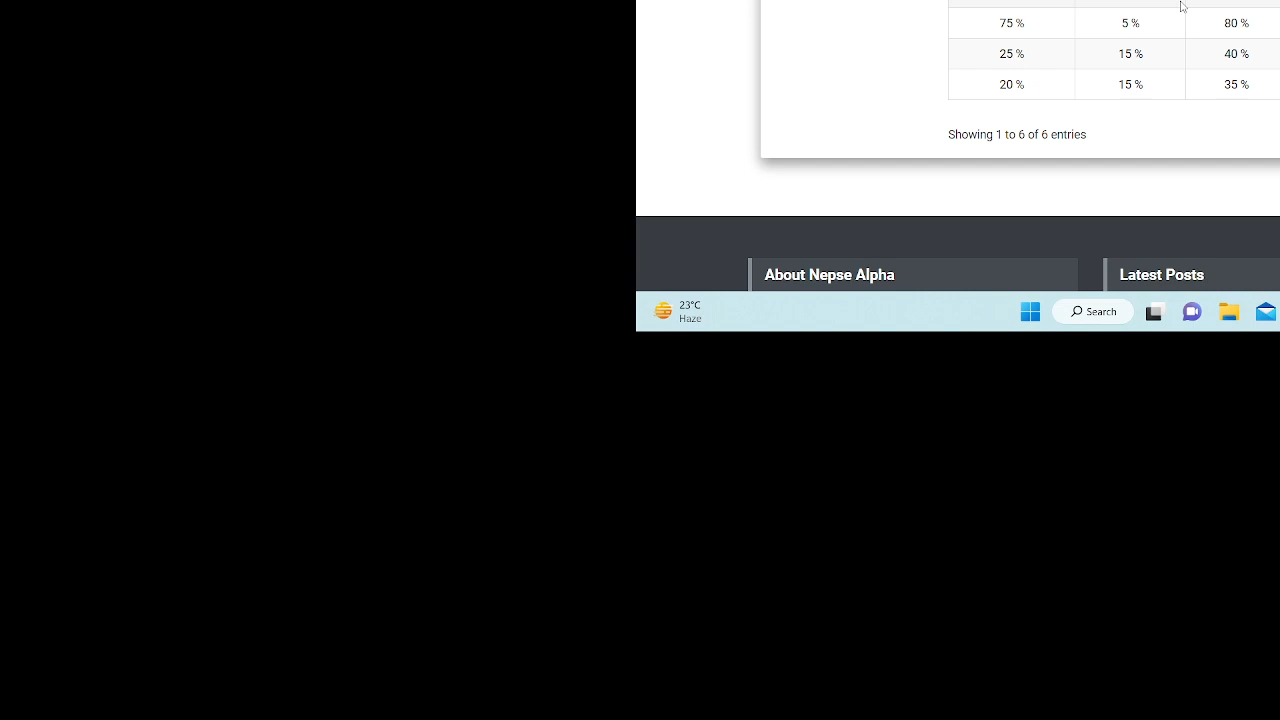 75 % 5 % 80 %
25 % 15 % 40 %
20 % 15 % 35 %
Showing 1 to 6 of 6 entries
About Nepse Alpha Latest Posts
23°C
Haze
Search